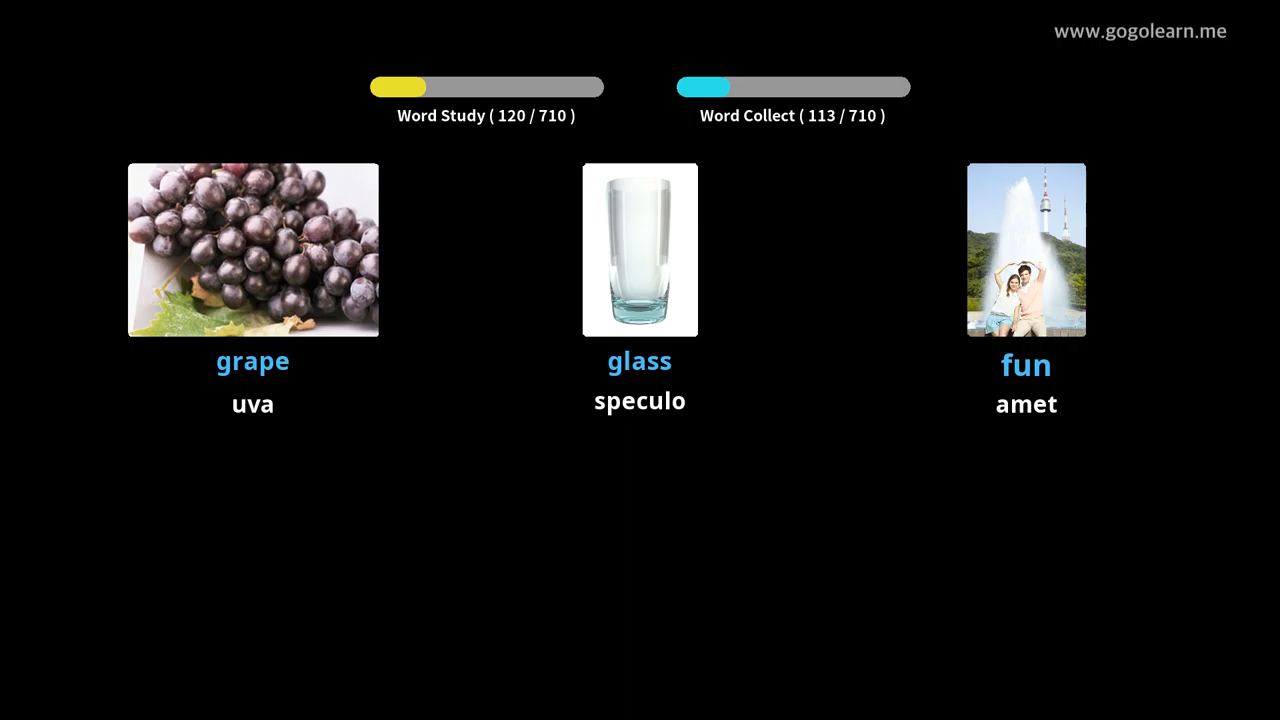 www.gogolearn.me
Word Study ( 120 / 710 )
Word Collect ( 113 / 710 )
grape
glass
fun
uva
speculo
amet